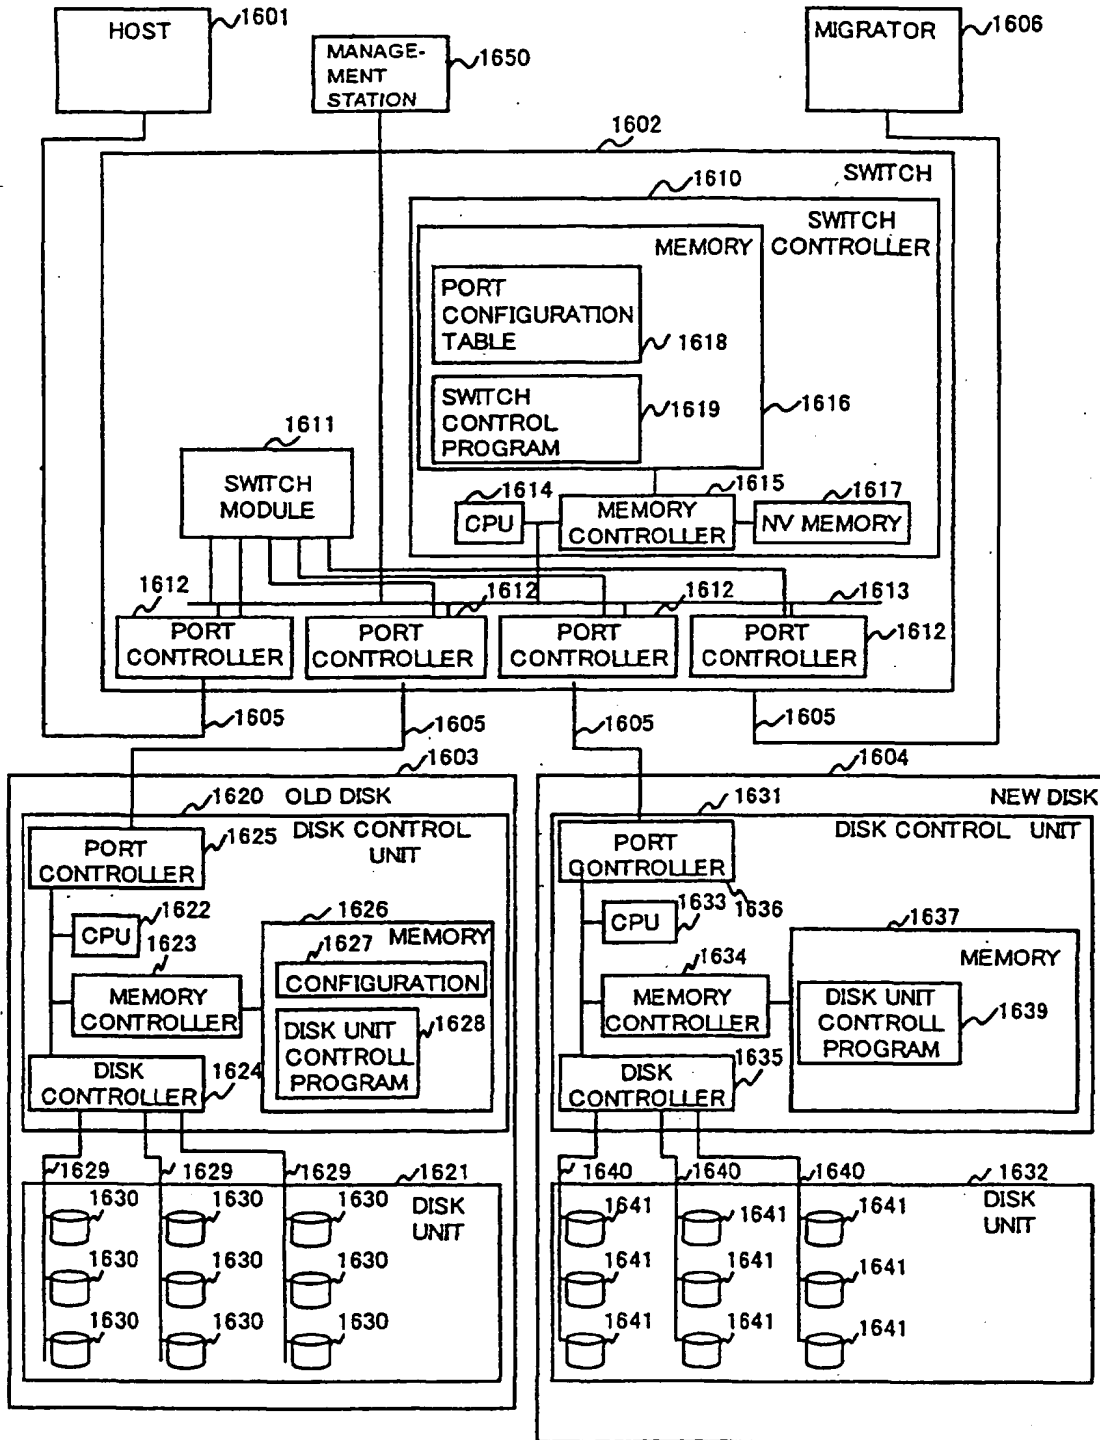 HOST
1601
MANAGE-
MENT
STATION
1650
MIGRATOR
1606
1602
SWITCH
1610
SWITCH
CONTROLLER
MEMORY
PORT
CONFIGURATION
TABLE
1618
SWITCH
CONTROL
PROGRAM
1619
1616
1611
SWITCH
MODULE
1614
CPU
1615
MEMORY
CONTROLLER
1617
NV MEMORY
1612
1612
1612
1613
PORT
CONTROLLER
PORT
CONTROLLER
PORT
CONTROLLER
PORT
CONTROLLER
1612
1605
1605
1605
1605
1603
OLD DISK
1620
DISK CONTROL
UNIT
PORT
CONTROLLER
1625
1622
CPU
1623
MEMORY
CONTROLLER
1626
MEMORY
1627
CONFIGURATION
DISK UNIT
CONTROLL
PROGRAM
1628
DISK
CONTROLLER
1624
1629
1629
1629
1621
DISK
UNIT
1630
1630
1630
1630
1630
1630
1630
1630
1630
1604
NEW DISK
1631
DISK CONTROL UNIT
PORT
CONTROLLER
1636
1633
CPU
1634
MEMORY
CONTROLLER
1637
MEMORY
DISK UNIT
CONTROLL
PROGRAM
1639
DISK
CONTROLLER
1635
1640
1640
1640
1632
DISK
UNIT
1641
1641
1641
1641
1641
1641
1641
1641
1641